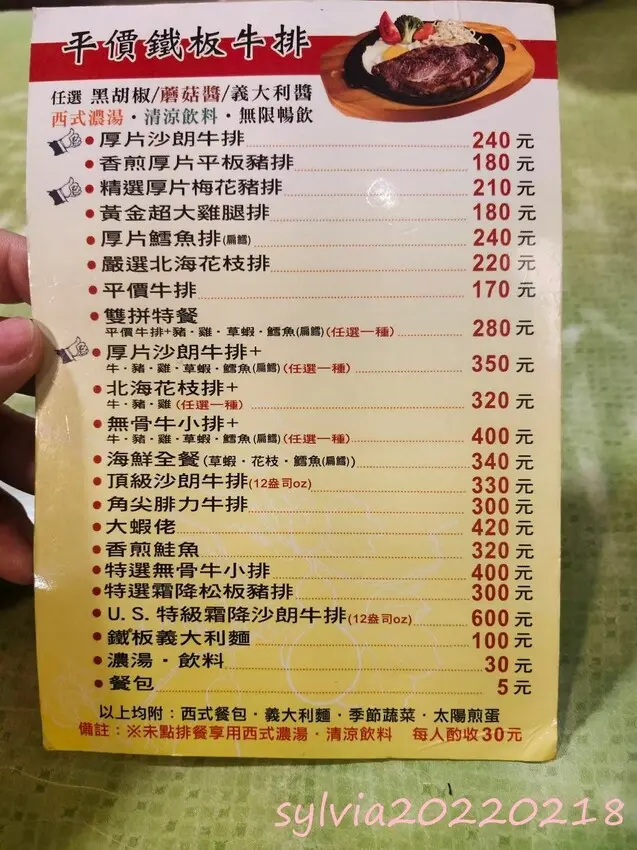 平價鐵板牛排
任選 黑胡椒/蘑菇醬/義大利醬
西式濃湯・清涼飲料・無限暢飲
厚片沙朗牛排 240元
香煎厚片平板豬排 180元
精選厚片梅花豬排 210元
黃金超大雞腿排 180元
厚片鱈魚排(扁鱈) 240元
嚴選北海花枝排 220元
平價牛排 170元
雙拼特餐
平價牛排+豬・雞・草蝦・鱈魚(扁鱈)(任選一種) 280元
厚片沙朗牛排+
牛・豬・雞・草蝦・鱈魚(扁鱈)(任選一種) 350元
北海花枝排+
牛・豬・雞(任選一種) 320元
無骨牛小排+
牛・豬・雞・草蝦・鱈魚(扁鱈)(任選一種) 400元
海鮮全餐(草蝦・花枝・鱈魚(扁鱈)) 340元
頂級沙朗牛排(12盎司oz) 330元
角尖腓力牛排 300元
大蝦佬 420元
香煎鮭魚 320元
特選無骨牛小排 400元
特選霜降松板豬排 300元
U.S.特級霜降沙朗牛排(12盎司oz) 600元
鐵板義大利麵 100元
濃湯・飲料 30元
餐包 5元
以上均附：西式餐包・義大利麵・季節蔬菜・太陽煎蛋
備註：※未點排餐享用西式濃湯・清涼飲料 每人酌收30元
sylvia20220218